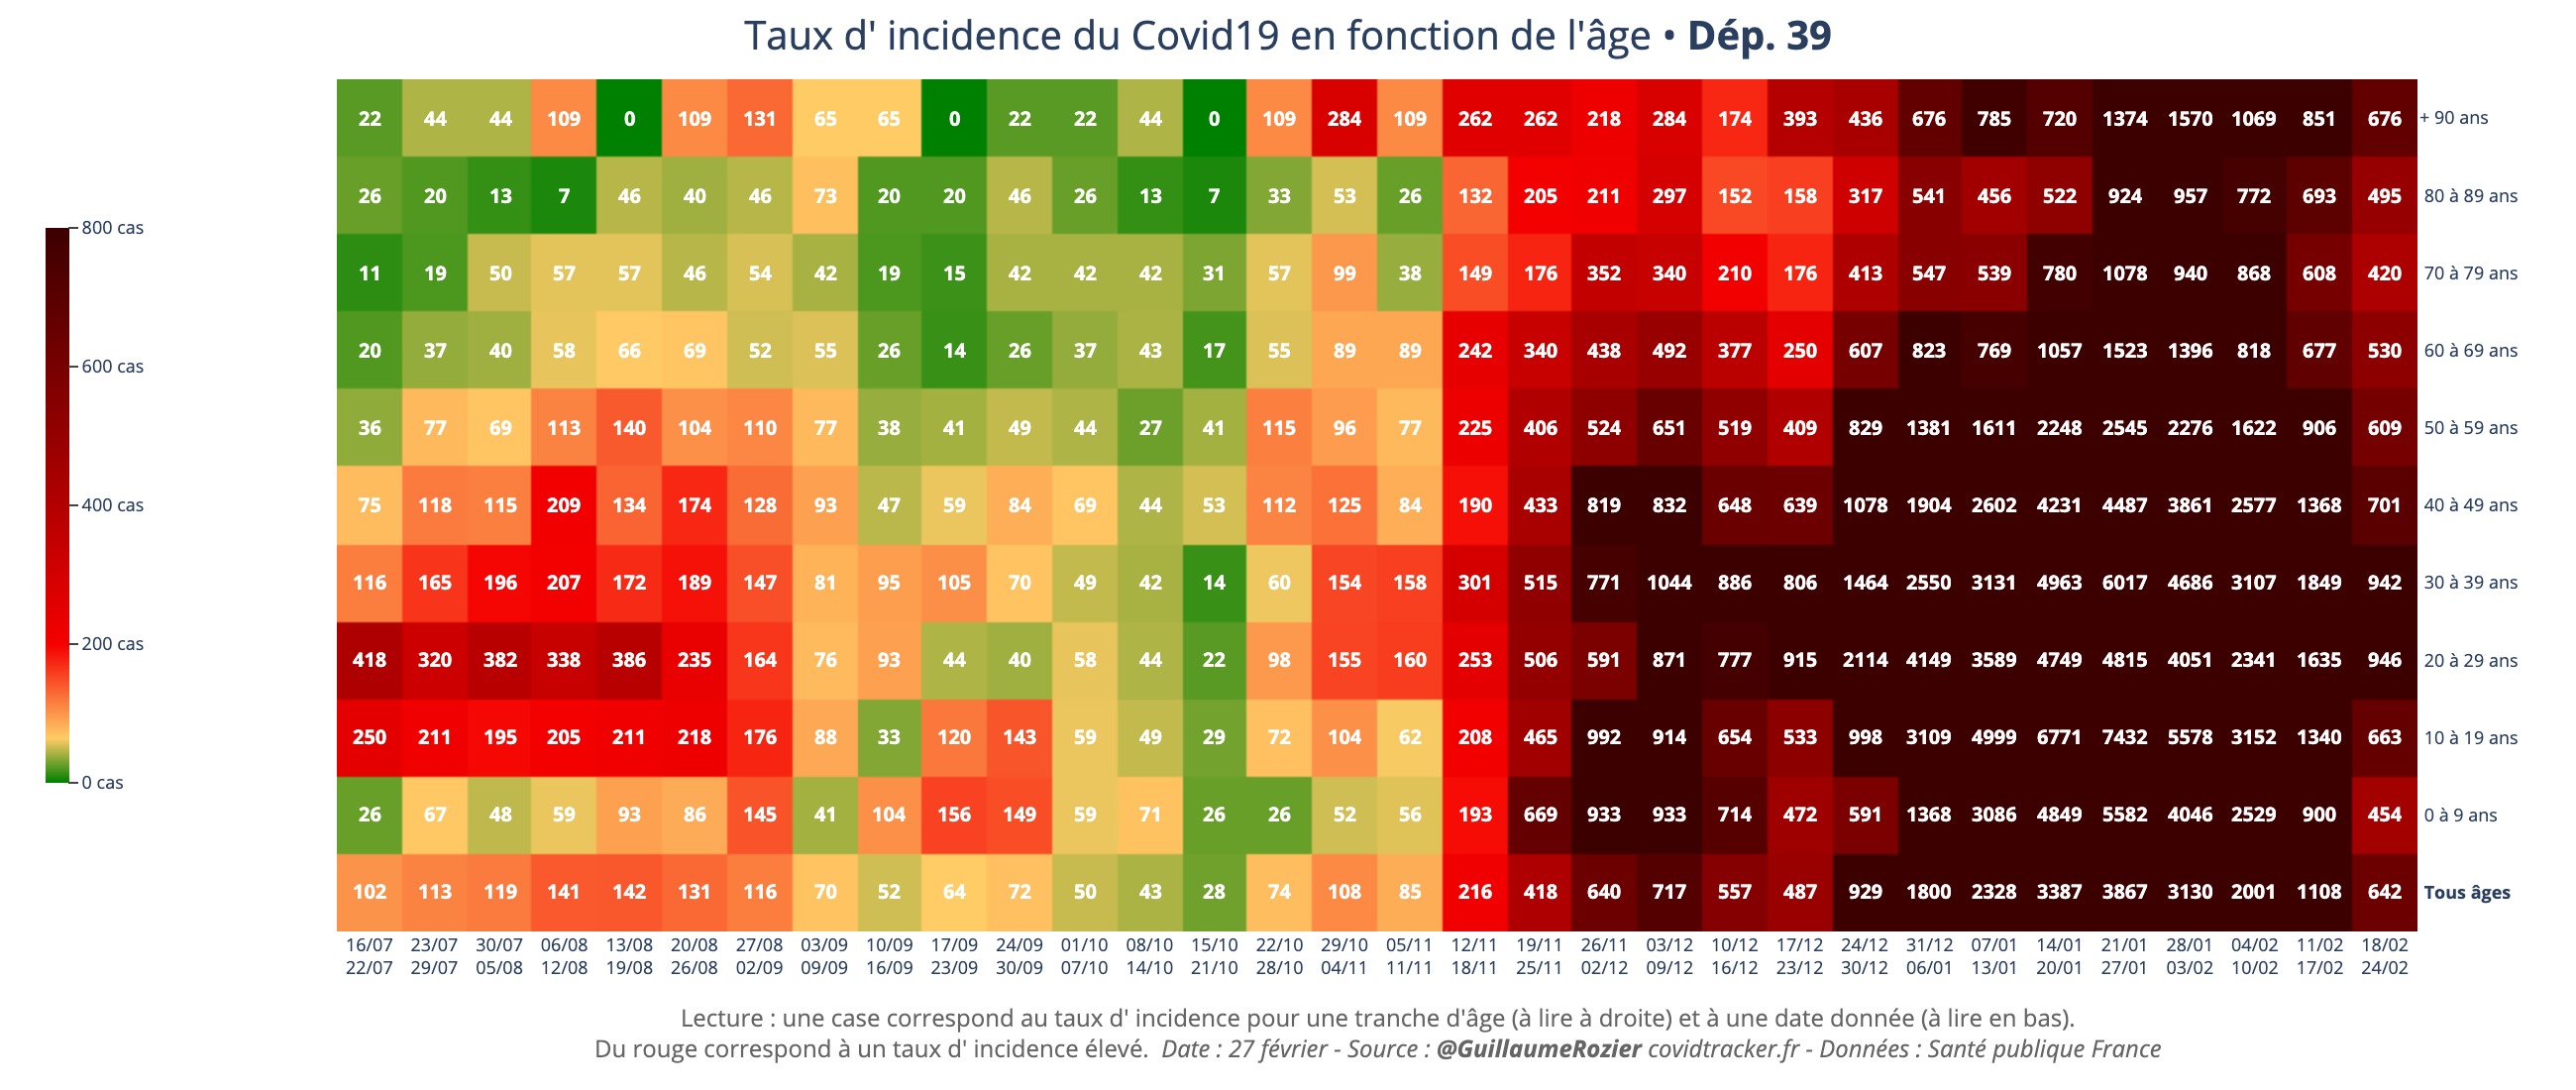 Taux d' incidence du Covid19 en fonction de l'âge • Dép. 39
800 cas
600 cas
400 cas
200 cas
0 cas
22 44 44 109 0 109 131 65 65 0 22 22 44 0 109 284 109 262 262 218 284 174 393 436 676 785 720 1374 1570 1069 851 676 + 90 ans
26 20 13 7 46 40 46 73 20 20 46 26 13 7 33 53 26 132 205 211 297 152 158 317 541 456 522 924 957 772 693 495 80 à 89 ans
11 19 50 57 57 46 54 42 19 15 42 42 42 31 57 99 38 149 176 352 340 210 176 413 547 539 780 1078 940 868 608 420 70 à 79 ans
20 37 40 58 66 69 52 55 26 14 26 37 43 17 55 89 89 242 340 438 492 377 250 607 823 769 1057 1523 1396 818 677 530 60 à 69 ans
36 77 69 113 140 104 110 77 38 41 49 44 27 41 115 96 77 225 406 524 651 519 409 829 1381 1611 2248 2545 2276 1622 906 609 50 à 59 ans
75 118 115 209 134 174 128 93 47 59 84 69 44 53 112 125 84 190 433 819 832 648 639 1078 1904 2602 4231 4487 3861 2577 1368 701 40 à 49 ans
116 165 196 207 172 189 147 81 95 105 70 49 42 14 60 154 158 301 515 771 1044 886 806 1464 2550 3131 4963 6017 4686 3107 1849 942 30 à 39 ans
418 320 382 338 386 235 164 76 93 44 40 58 44 22 98 155 160 253 506 591 871 777 915 2114 4149 3589 4749 4815 4051 2341 1635 946 20 à 29 ans
250 211 195 205 211 218 176 88 33 120 143 59 49 29 72 104 62 208 465 992 914 654 533 998 3109 4999 6771 7432 5578 3152 1340 663 10 à 19 ans
26 67 48 59 93 86 145 41 104 156 149 59 71 26 26 52 56 193 669 933 933 714 472 591 1368 3086 4849 5582 4046 2529 900 454 0 à 9 ans
102 113 119 141 142 131 116 70 52 64 72 50 43 28 74 108 85 216 418 640 717 557 487 929 1800 2328 3387 3867 3130 2001 1108 642 Tous âges
16/07 23/07 30/07 06/08 13/08 20/08 27/08 03/09 10/09 17/09 24/09 01/10 08/10 15/10 22/10 29/10 05/11 12/11 19/11 26/11 03/12 10/12 17/12 24/12 31/12 07/01 14/01 21/01 28/01 04/02 11/02 18/02
22/07 29/07 05/08 12/08 19/08 26/08 02/09 09/09 16/09 23/09 30/09 07/10 14/10 21/10 28/10 04/11 11/11 18/11 25/11 02/12 09/12 16/12 23/12 30/12 06/01 13/01 20/01 27/01 03/02 10/02 17/02 24/02
Lecture : une case correspond au taux d' incidence pour une tranche d'âge (à lire à droite) et à une date donnée (à lire en bas).
Du rouge correspond à un taux d' incidence élevé. Date : 27 février - Source : @GuillaumeRozier covidtracker.fr - Données : Santé publique France